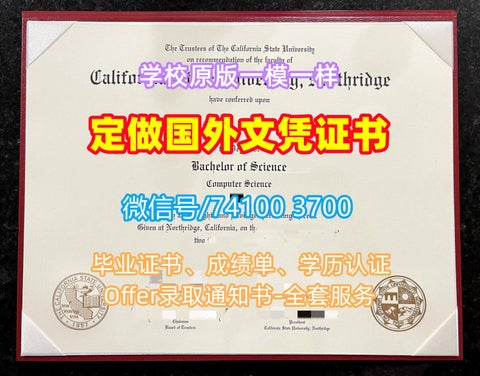 The Trustees of The California State University
on recommendation of the faculty of
学校原版一模一样
Northridge
have conferred upon
定做国外文凭证书
Bachelor of Science
Computer Science
微信号/74100 3700
Given at Northridge, California, on
two
毕业证书、成绩单、学历认证
Offer录取通知书-全套服务
CALIFORNIA STATE
1857
Chairman
Board of Trustees
President
California State University, Northridge